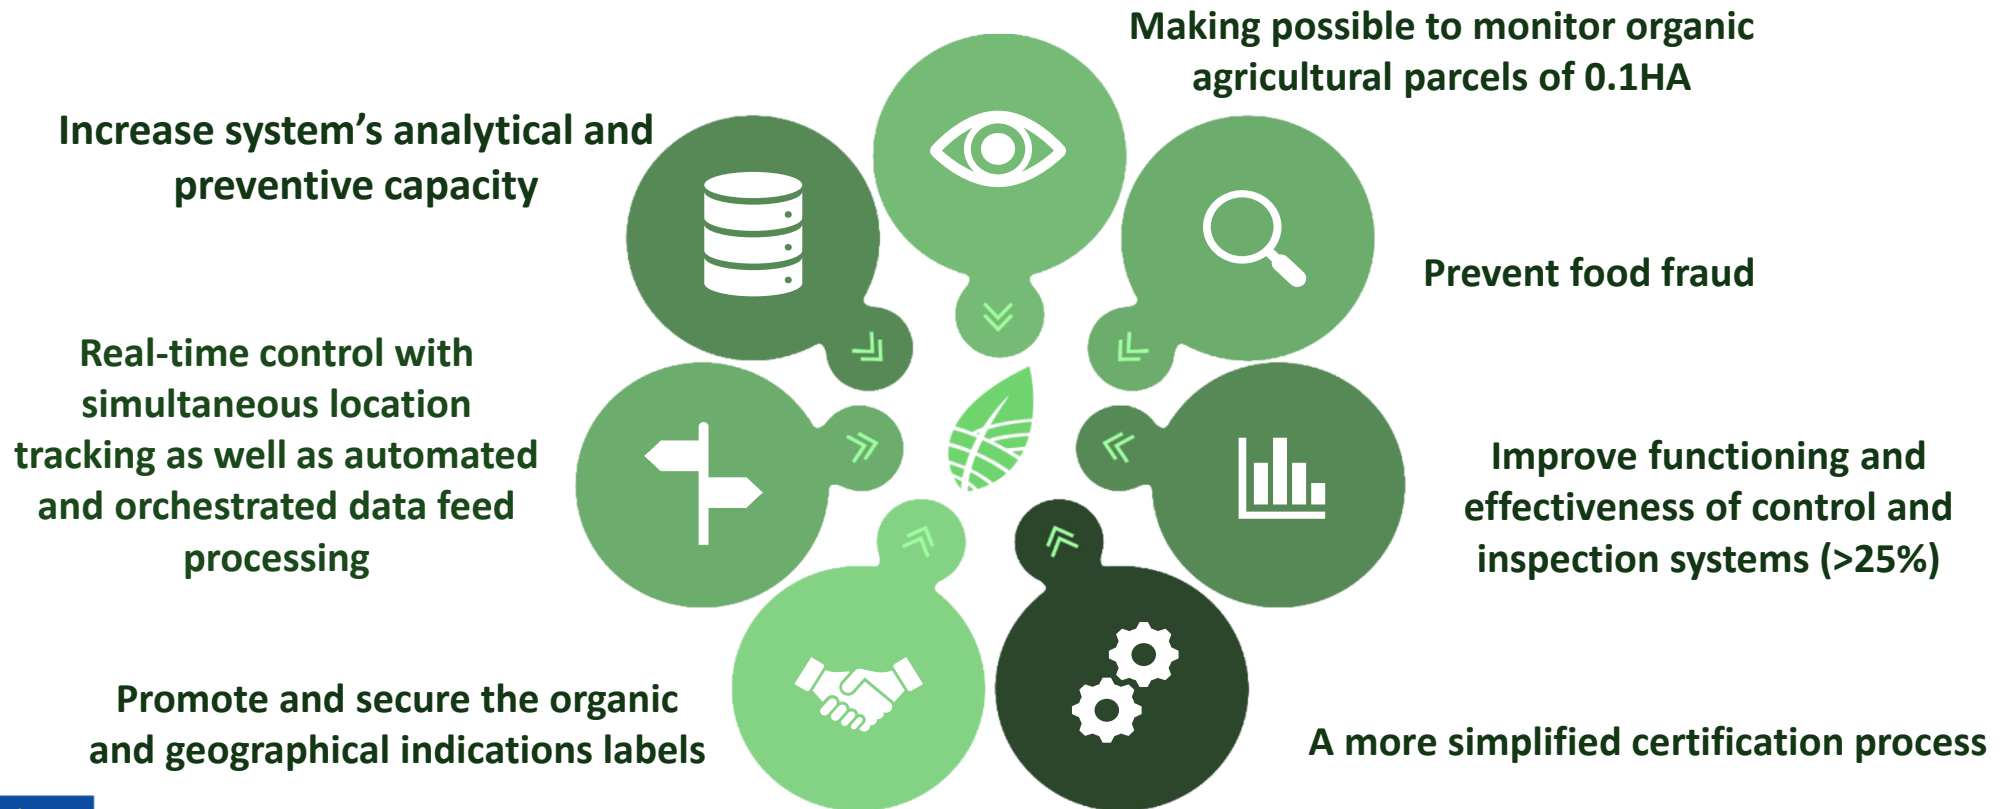 Making possible to monitor organic
agricultural parcels of 0.1HA
Increase system’s analytical and
preventive capacity
Prevent food fraud
Real-time control with
simultaneous location
tracking as well as automated
and orchestrated data feed
processing
Improve functioning and
effectiveness of control and
inspection systems (>25%)
Promote and secure the organic
and geographical indications labels
A more simplified certification process